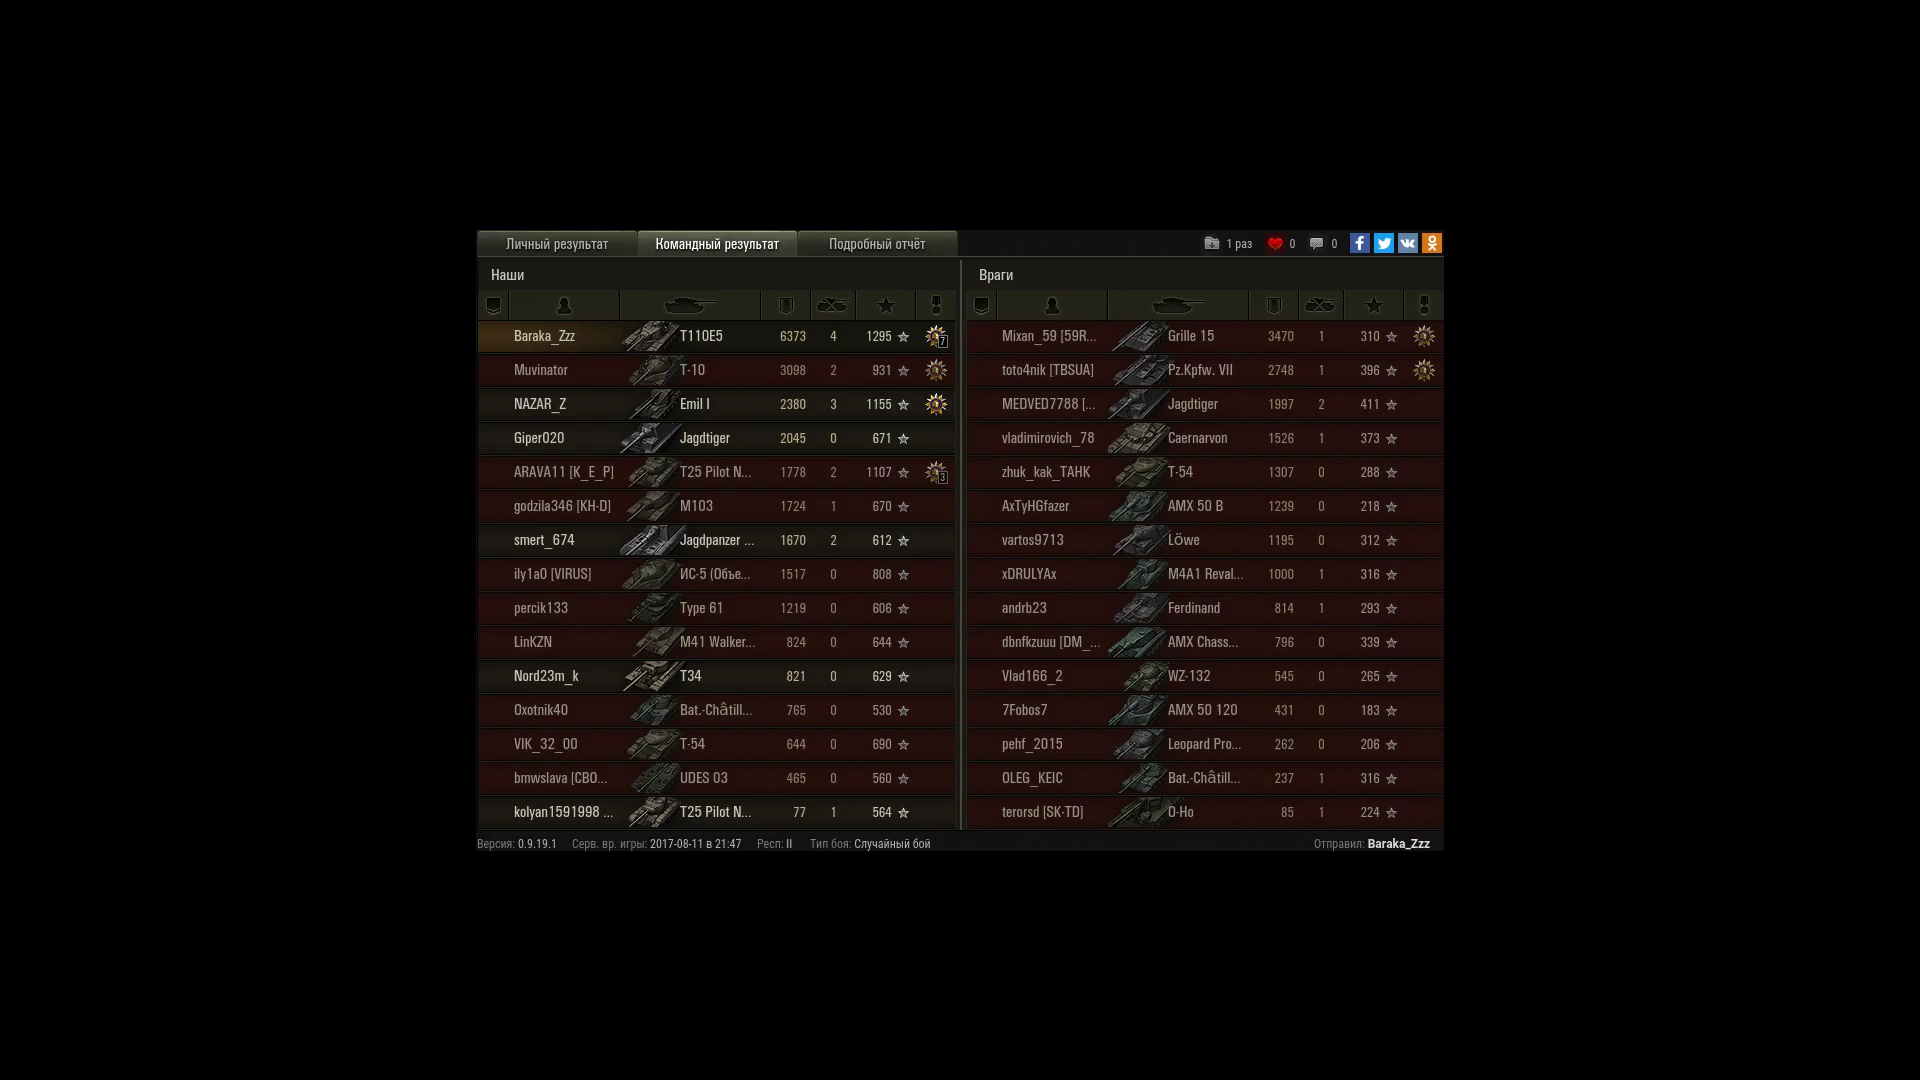 Личный результат Командный результат Подробный отчёт 1 раз 0 0
Наши Враги
Baraka_Zzz T110E5 6373 4 1295 7 Mixan_59 [59R... Grille 15 3470 1 310
Muvinator T-10 3098 2 931 toto4nik [TBSUA] Pz.Kpfw. VII 2748 1 396
NAZAR_Z Emil I 2380 3 1155 MEDVED7788 [... Jagdtiger 1997 2 411
Giper020 Jagdtiger 2045 0 671 vladimirovich_78 Caernarvon 1526 1 373
ARAVA11 [K_E_P] T25 Pilot N... 1778 2 1107 3 zhuk_kak_TAHK T-54 1307 0 288
godzila346 [KH-D] M103 1724 1 670 AxTyHGfazer AMX 50 B 1239 0 218
smert_674 Jagdpanzer ... 1670 2 612 vartos9713 Löwe 1195 0 312
ily1a0 [VIRUS] ИС-5 (Объе... 1517 0 808 xDRULYAx M4A1 Reval... 1000 1 316
percik133 Type 61 1219 0 606 andrb23 Ferdinand 814 1 293
LinKZN M41 Walker... 824 0 644 dbnfkzuuu [DM_... AMX Chass... 796 0 339
Nord23m_k T34 821 0 629 Vlad166_2 WZ-132 545 0 265
Oxotnik40 Bat.-Châtill... 765 0 530 7Fobos7 AMX 50 120 431 0 183
VIK_32_00 T-54 644 0 690 pehf_2015 Leopard Pro... 262 0 206
bmwslava [CBO... UDES 03 465 0 560 OLEG_KEIC Bat.-Châtill... 237 1 316
kolyan1591998 ... T25 Pilot N... 77 1 564 terorsd [SK-TD] O-Ho 85 1 224
Версия: 0.9.19.1 Серв. вр. игры: 2017-08-11 в 21:47 Респ: II Тип боя: Случайный бой Отправил: Baraka_Zzz